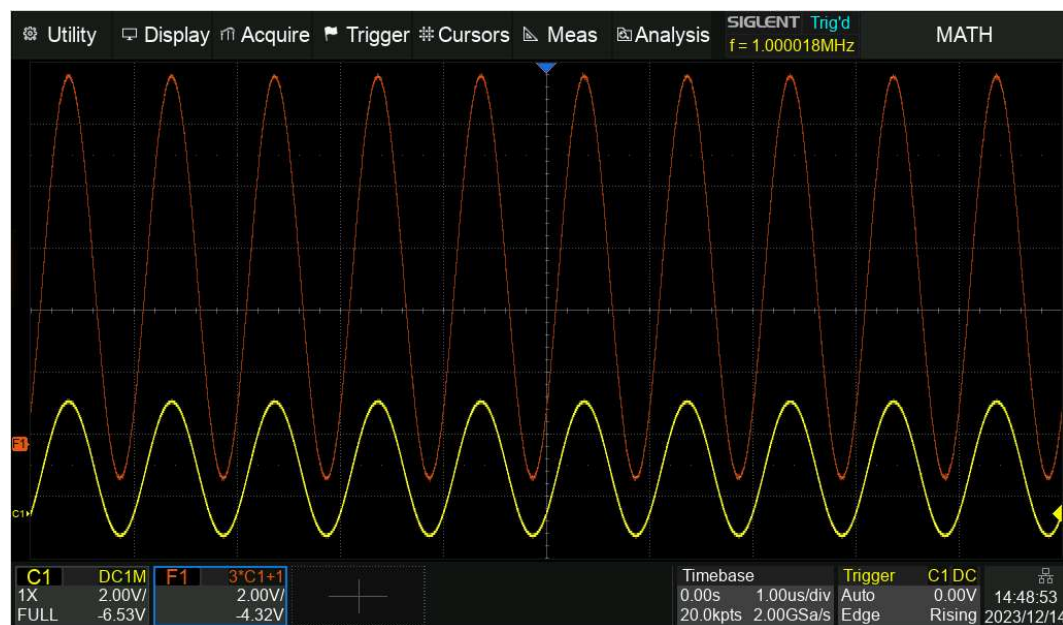 Utility Display Acquire Trigger Cursors Meas Analysis SIGLENT Trig'd MATH
f = 1.000018MHz
F1
C1
C1 DC1M F1 3*C1+1 Timebase Trigger C1 DC
1X 2.00V/ 2.00V/ 0.00s 1.00us/div Auto 0.00V 14:48:53
FULL -6.53V -4.32V 20.0kpts 2.00GSa/s Edge Rising 2023/12/14